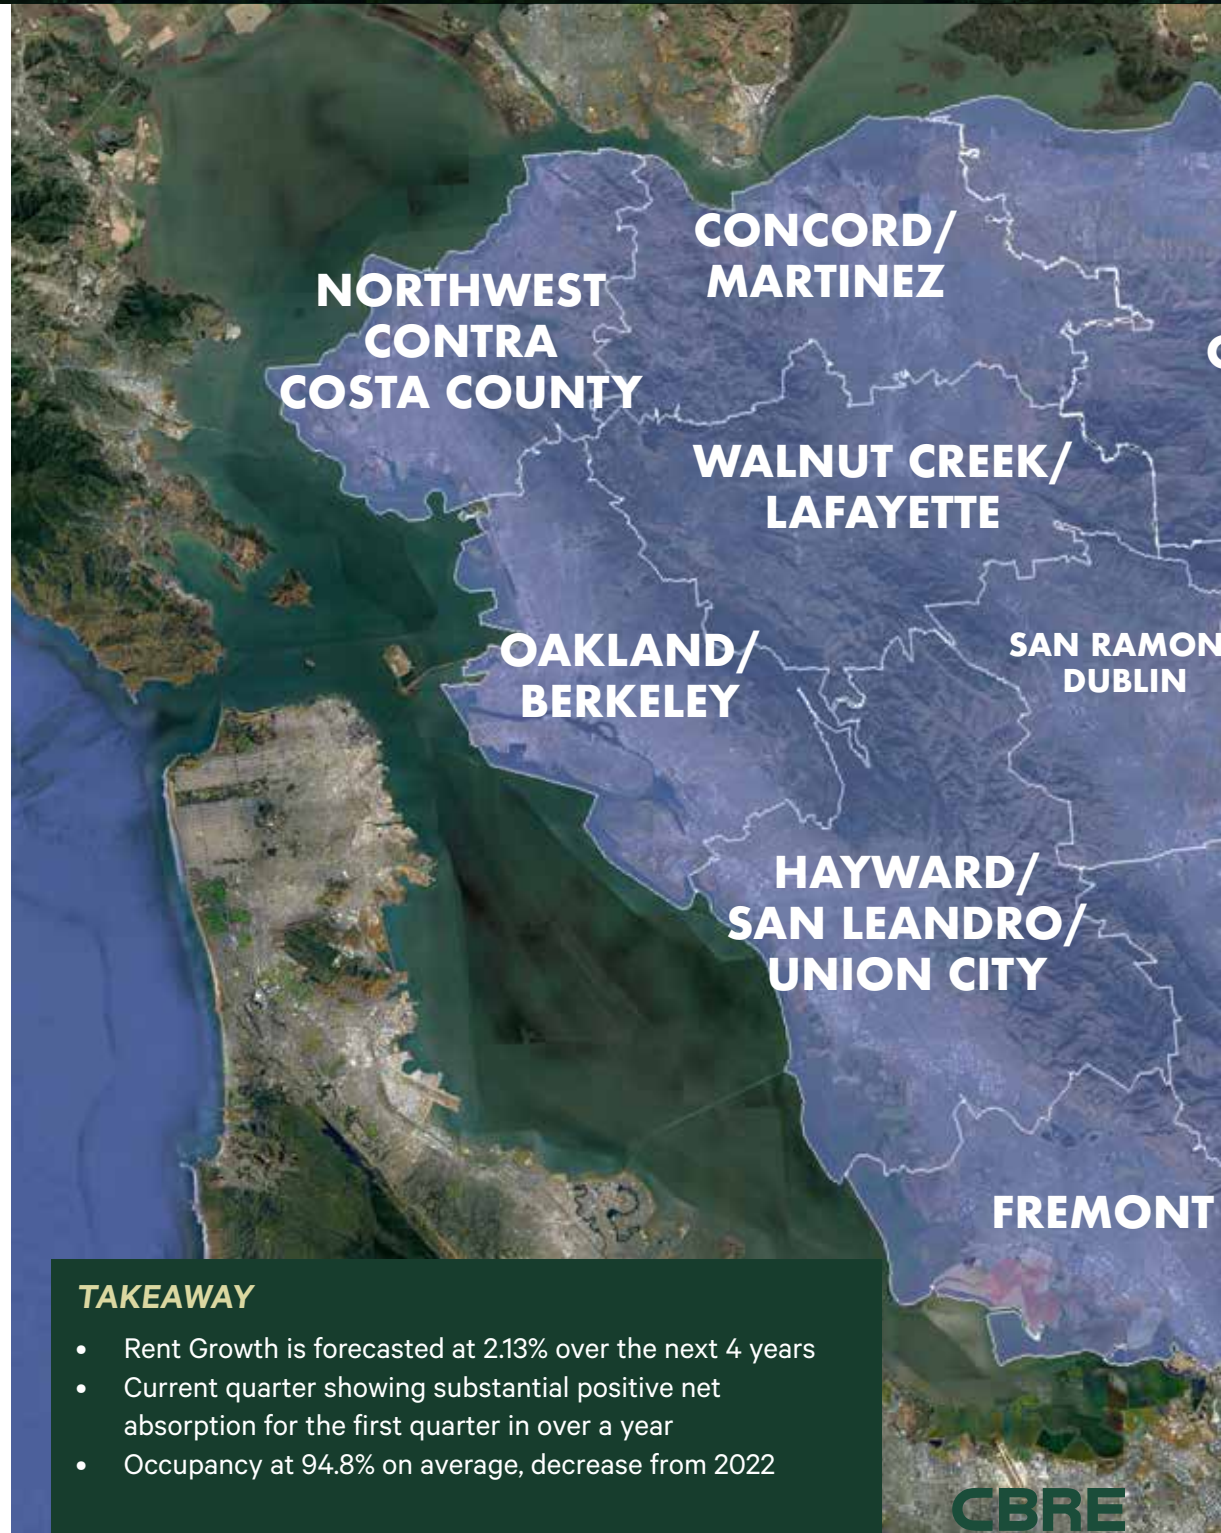 CONCORD/
MARTINEZ
NORTHWEST
CONTRA
COSTA COUNTY
WALNUT CREEK/
LAFAYETTE
OAKLAND/
BERKELEY
SAN RAMON
DUBLIN
HAYWARD/
SAN LEANDRO/
UNION CITY
FREMONT
TAKEAWAY
• Rent Growth is forecasted at 2.13% over the next 4 years
• Current quarter showing substantial positive net
absorption for the first quarter in over a year
• Occupancy at 94.8% on average, decrease from 2022
CBRE